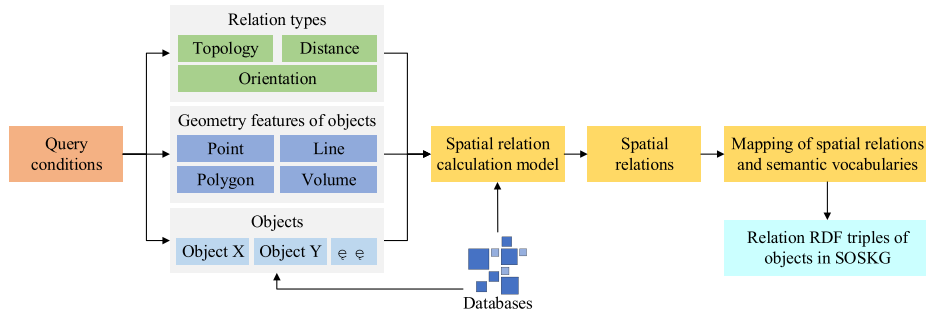 Relation types
Topology
Distance
Orientation
Geometry features of objects
Point
Line
Polygon
Volume
Objects
Object X
Object Y
ę ę
Query
conditions
Spatial relation
calculation model
Spatial
relations
Mapping of spatial relations
and semantic vocabularies
Relation RDF triples of
objects in SOSKG
Databases